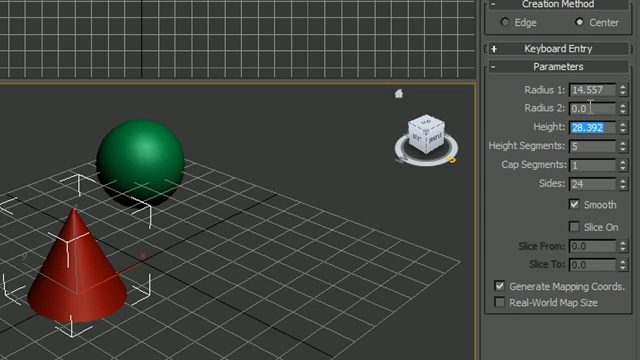 - Creation Method
Edge Center
+ Keyboard Entry
- Parameters
Radius 1: 14.557
Radius 2: 0.0
Height: 28.392
Height Segments: 5
Cap Segments: 1
Sides: 24
Smooth
Slice On
Slice From: 0.0
Slice To: 0.0
Generate Mapping Coords.
Real-World Map Size
x
y